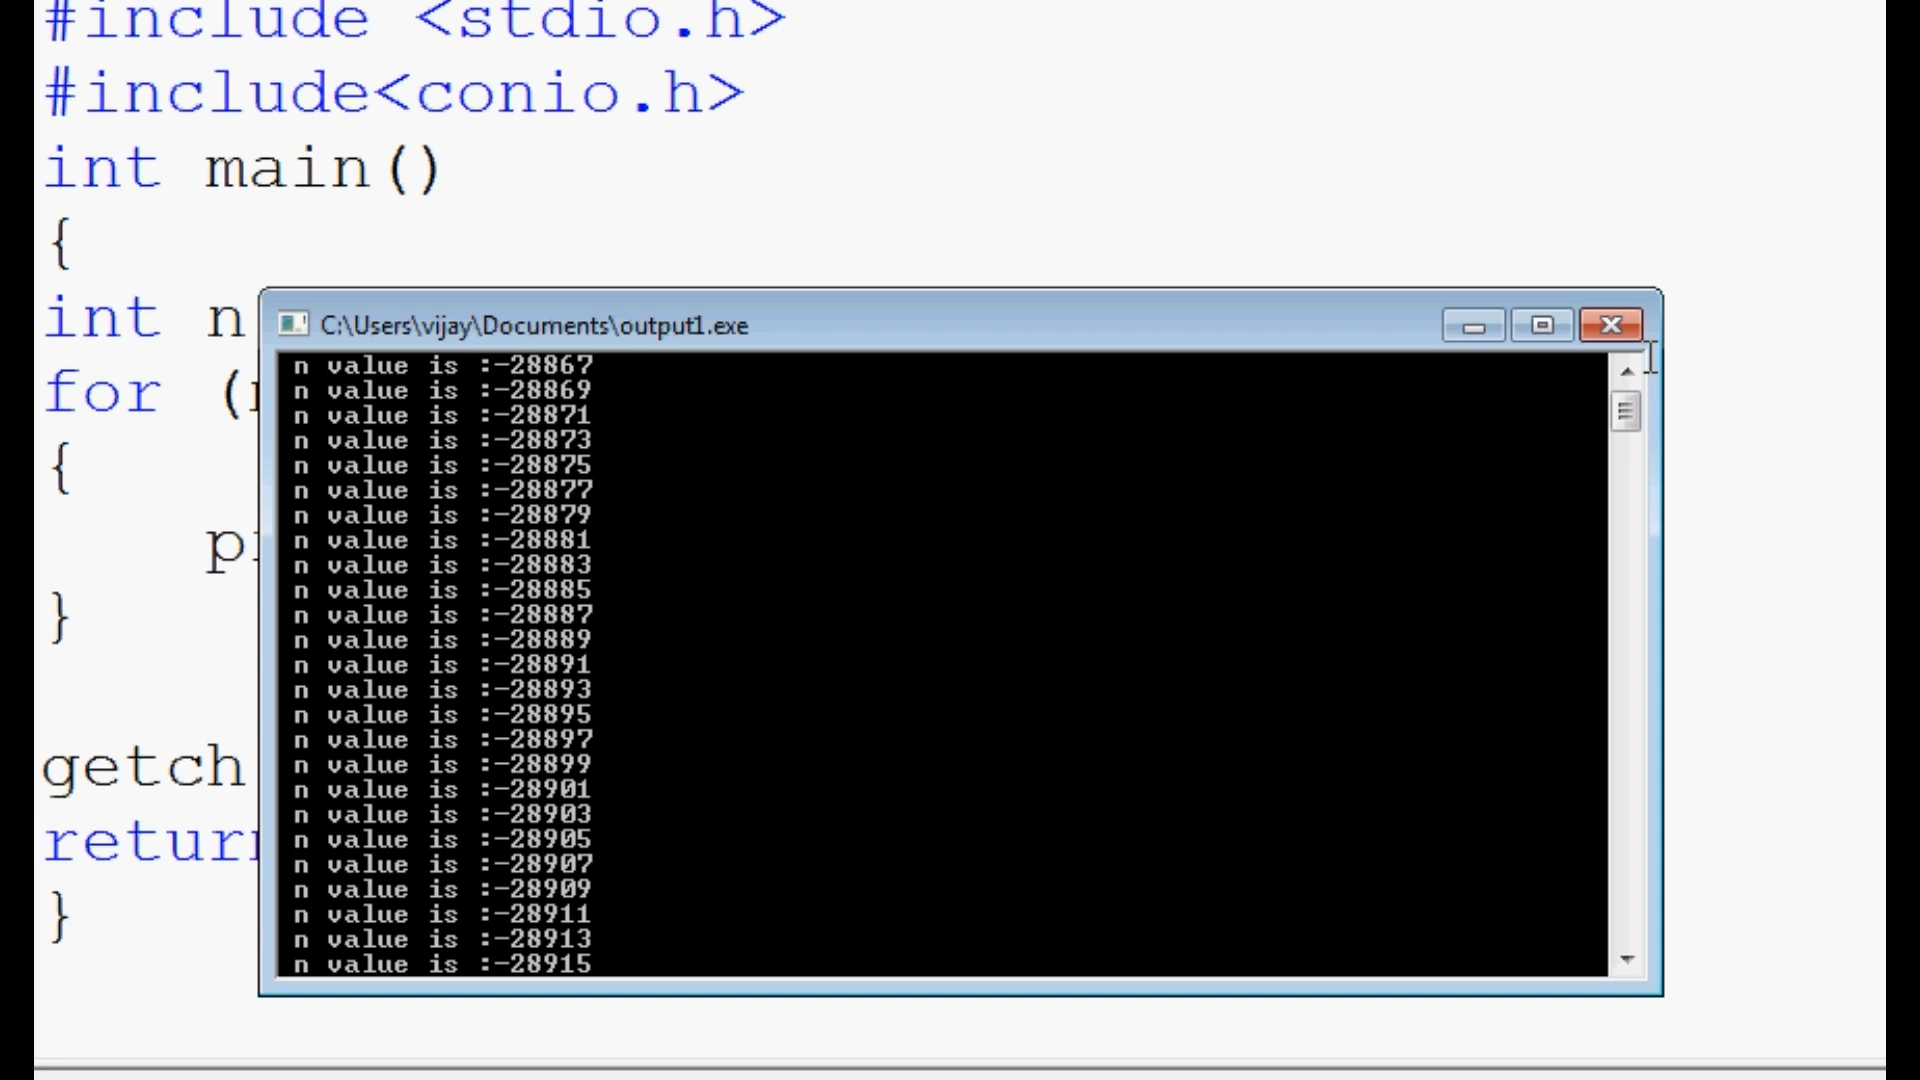 #include <stdio.h>
#include<conio.h>
int main()
{
int n
for (
{
}
getch
return
}
C:\Users\vijay\Documents\output1.exe
n value is :-28867
n value is :-28869
n value is :-28871
n value is :-28873
n value is :-28875
n value is :-28877
n value is :-28879
n value is :-28881
n value is :-28883
n value is :-28885
n value is :-28887
n value is :-28889
n value is :-28891
n value is :-28893
n value is :-28895
n value is :-28897
n value is :-28899
n value is :-28901
n value is :-28903
n value is :-28905
n value is :-28907
n value is :-28909
n value is :-28911
n value is :-28913
n value is :-28915